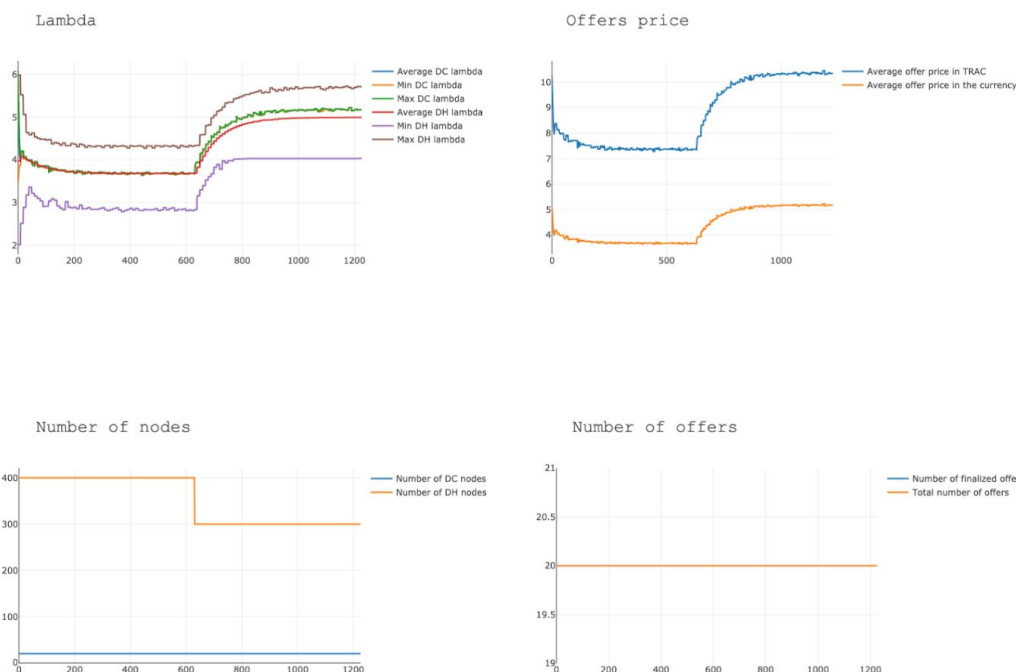 Lambda
6
5
4
3
2
0
200
400
600
800
1000
1200
Average DC lambda
Min DC lambda
Max DC lambda
Average DH lambda
Min DH lambda
Max DH lambda
Offers price
10
9
8
7
6
5
4
0
500
1000
Average offer price in TRAC
Average offer price in the currency
Number of nodes
400
300
200
100
0
0
200
400
600
800
1000
1200
Number of DC nodes
Number of DH nodes
Number of offers
21
20.5
20
19.5
19
0
200
400
600
800
1000
1200
Number of finalized offe
Total number of offers